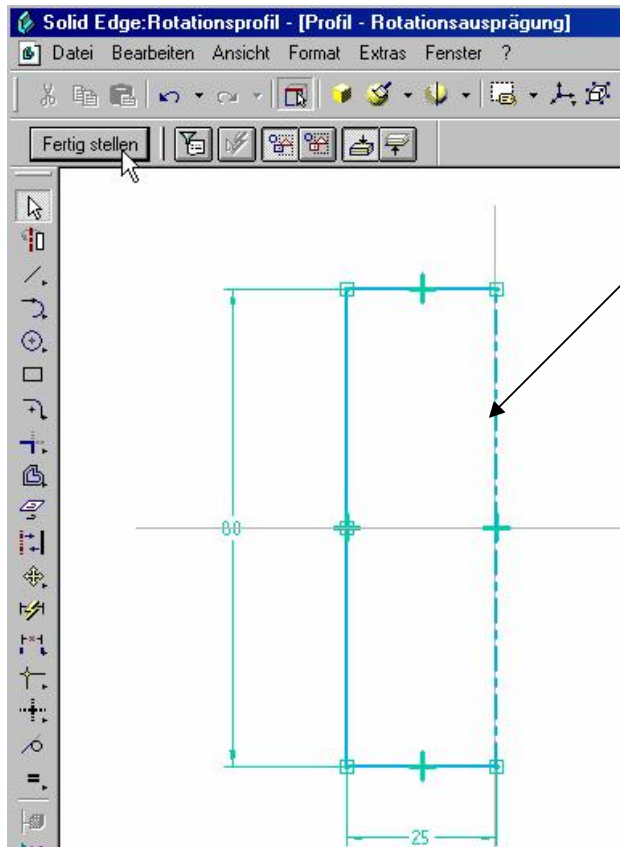 Solid Edge:Rotationsprofil - [Profil - Rotationsausprägung]
Datei Bearbeiten Ansicht Format Extras Fenster ?
Fertig stellen
80
25